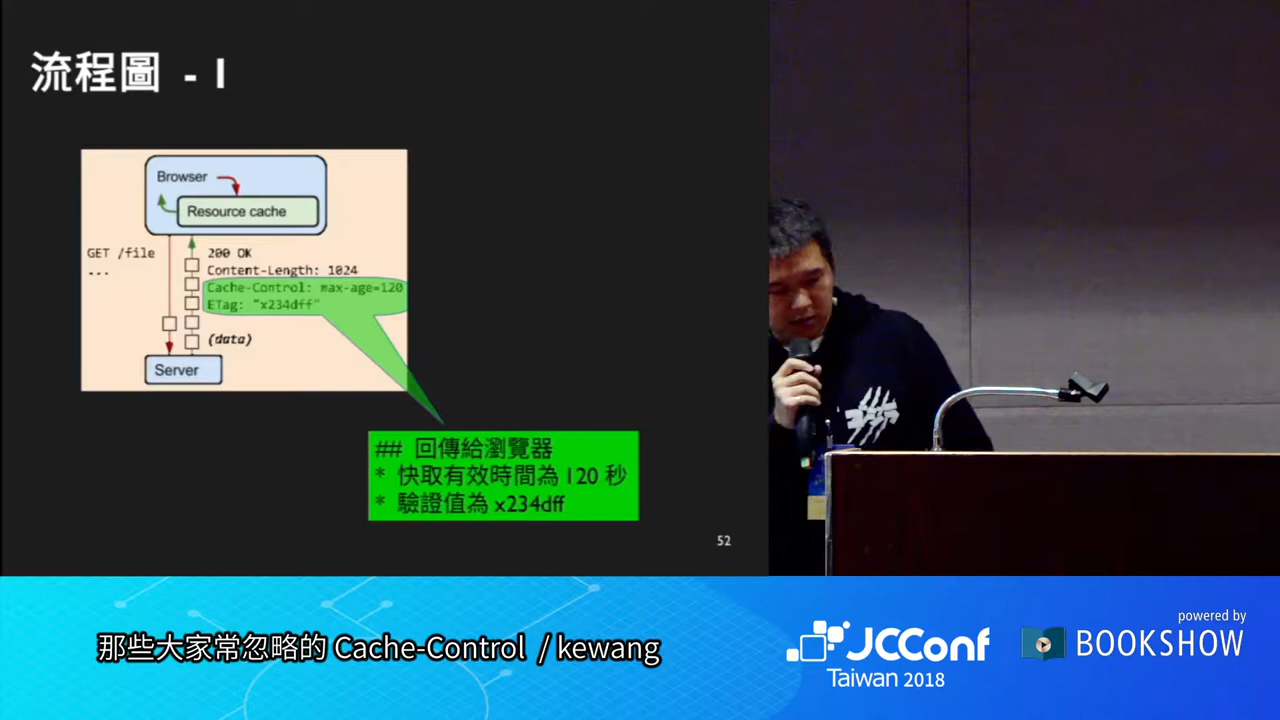 流程圖 - I
Browser
Resource cache
GET /file
...
200 OK
Content-Length: 1024
Cache-Control: max-age=120
ETag: "x234dff"
(data)
Server
## 回傳給瀏覽器
* 快取有效時間為 120 秒
* 驗證值為 x234dff
52
那些大家常忽略的 Cache-Control / kewang
JCConf
Taiwan 2018
powered by
BOOKSHOW